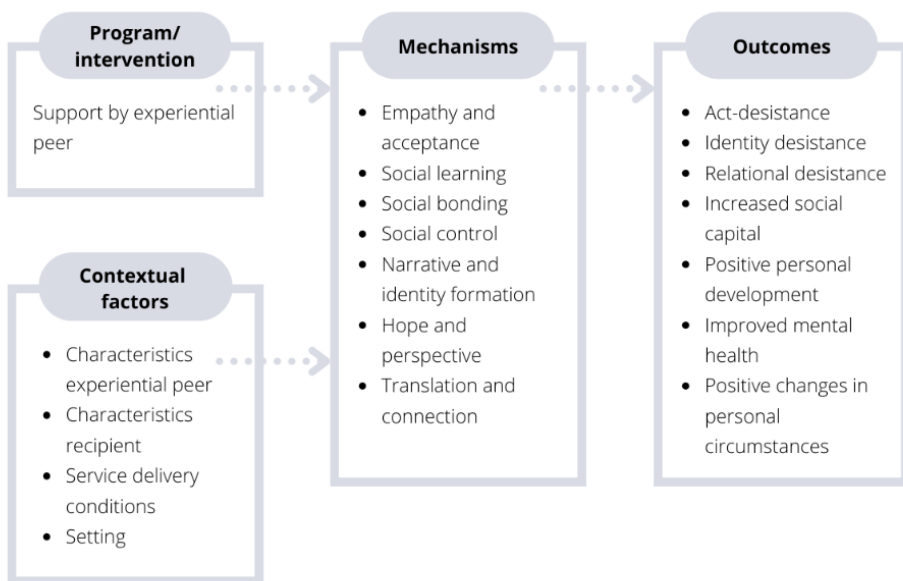 Program/
intervention
Support by experiential
peer
Contextual
factors
• Characteristics
experiential peer
• Characteristics
recipient
• Service delivery
conditions
• Setting
Mechanisms
• Empathy and
acceptance
• Social learning
• Social bonding
• Social control
• Narrative and
identity formation
• Hope and
perspective
• Translation and
connection
Outcomes
• Act-desistance
• Identity desistance
• Relational desistance
• Increased social
capital
• Positive personal
development
• Improved mental
health
• Positive changes in
personal
circumstances